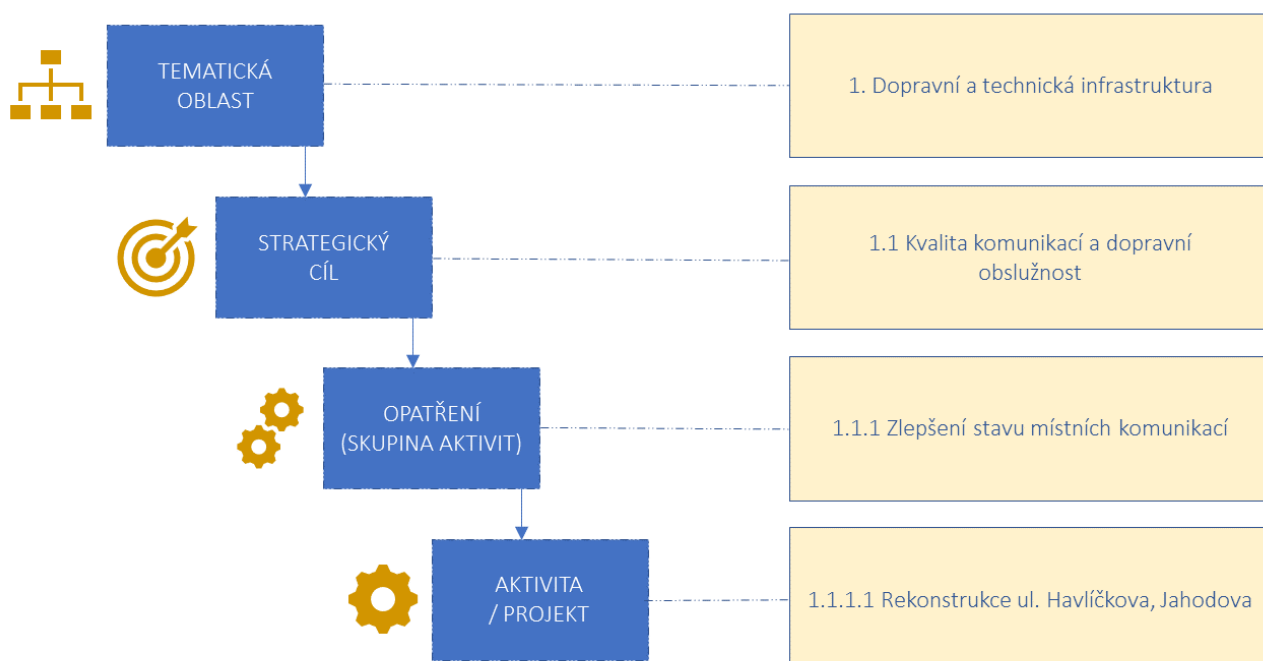 TEMATICKÁ
OBLAST
1. Dopravní a technická infrastruktura
STRATEGICKÝ
CÍL
1.1 Kvalita komunikací a dopravní
obslužnost
OPATŘENÍ
(SKUPINA AKTIVIT)
1.1.1 Zlepšení stavu místních komunikací
AKTIVITA
/ PROJEKT
1.1.1.1 Rekonstrukce ul. Havlíčkova, Jahodova